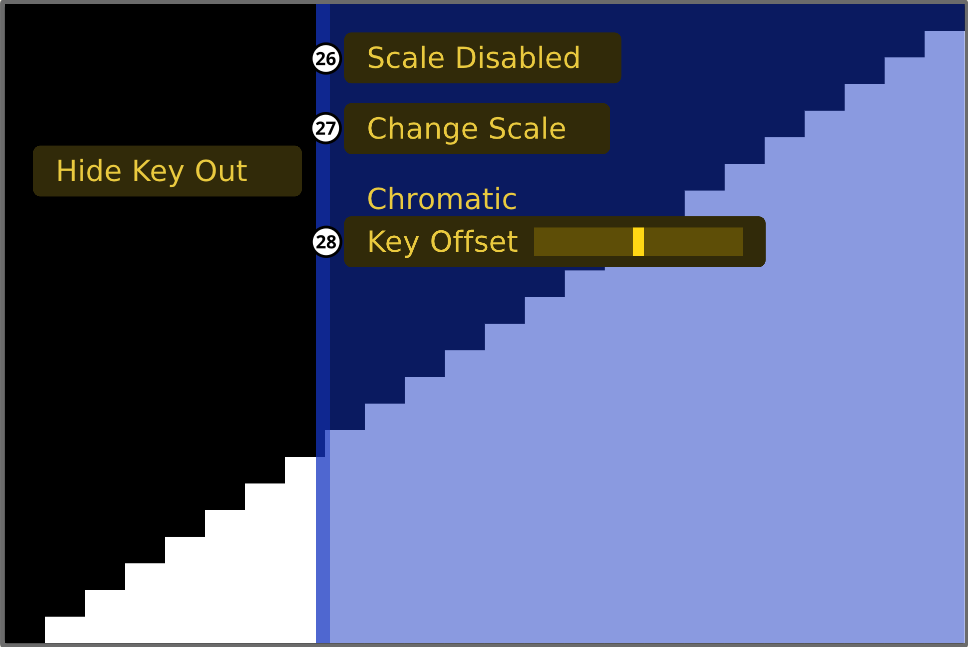 26 Scale Disabled
27 Change Scale
Hide Key Out
Chromatic
28 Key Offset